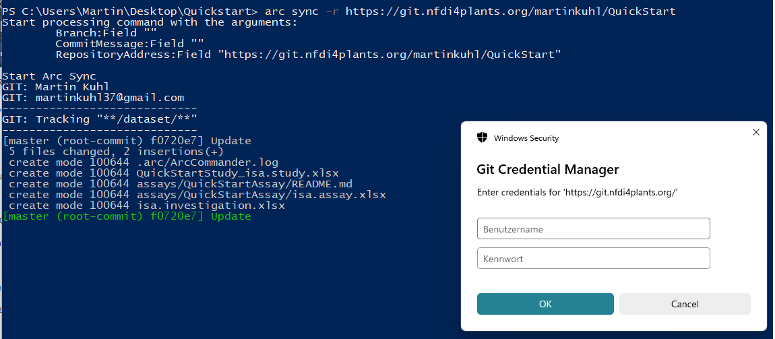 PS C:\Users\Martin\Desktop\Quickstart> arc sync -r https://git.nfdi4plants.org/martinkuhl/QuickStart
Start processing command with the arguments:
Branch:Field ""
CommitMessage:Field ""
RepositoryAddress:Field "https://git.nfdi4plants.org/martinkuhl/QuickStart"
Start Arc Sync
GIT: Martin Kuhl
GIT: martinkuhl37@gmail.com
-----------------------------
GIT: Tracking "**/dataset/**"
-----------------------------
[master (root-commit) f0720e7] Update
5 files changed, 2 insertions(+)
create mode 100644 .arc/ArcCommander.log
create mode 100644 QuickStartStudy_isa.study.xlsx
create mode 100644 assays/QuickStartAssay/README.md
create mode 100644 assays/QuickStartAssay/isa.assay.xlsx
create mode 100644 isa.investigation.xlsx
[master (root-commit) f0720e7] Update
Windows Security
Git Credential Manager
Enter credentials for 'https://git.nfdi4plants.org/'
Benutzername
Kennwort
OK
Cancel